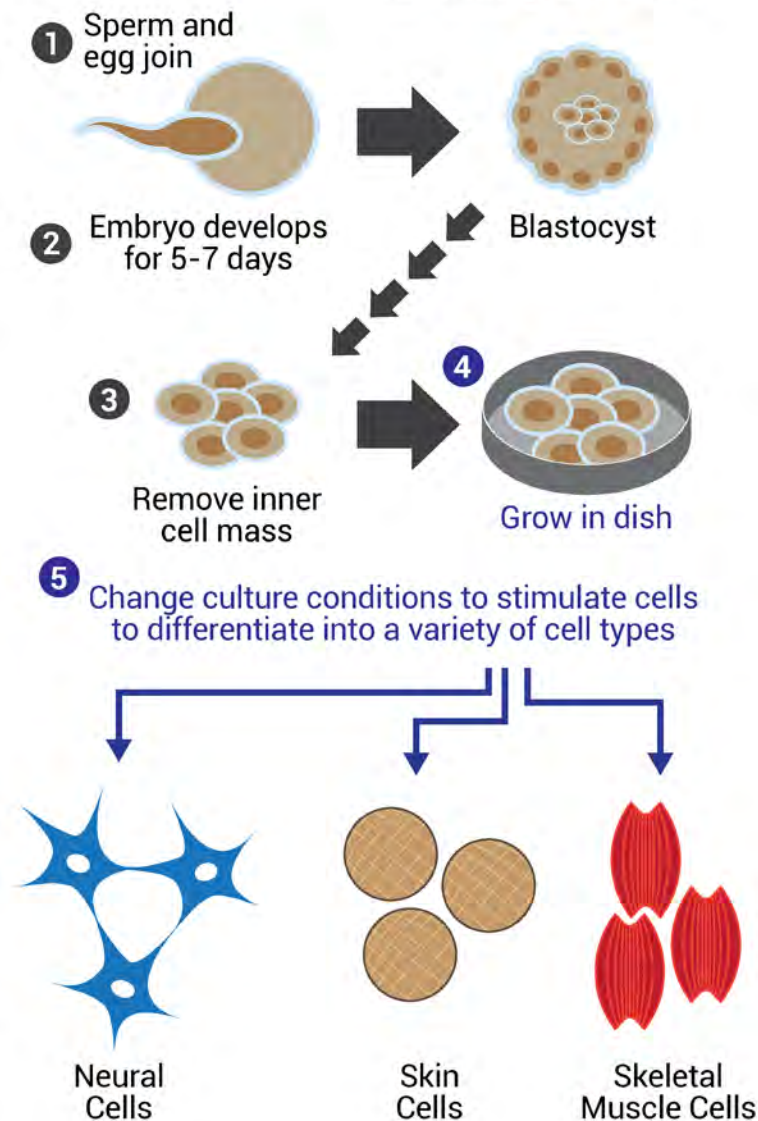 1 Sperm and
egg join
2 Embryo develops
for 5-7 days
Blastocyst
3
Remove inner
cell mass
4
Grow in dish
5 Change culture conditions to stimulate cells
to differentiate into a variety of cell types
Neural
Cells
Skin
Cells
Skeletal
Muscle Cells